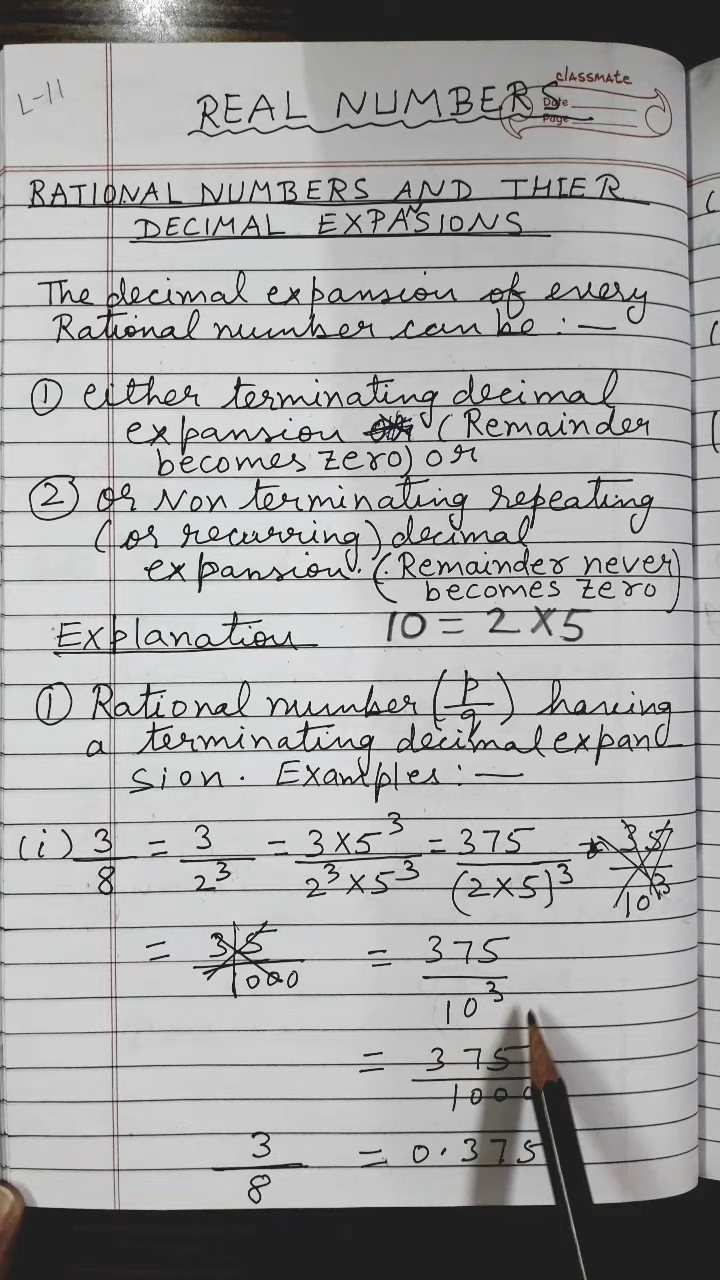 L-11
classmate
Date
Page
REAL NUMBERS
RATIONAL NUMBERS AND THIER
DECIMAL EXPANSIONS
The decimal expansion of every
Rational number can be :—
① either terminating decimal
expansion (Remainder
becomes zero) or
② or Non terminating repeating
(or recurring) decimal
expansion. (Remainder never
becomes zero)
Explanation 10 = 2 × 5
① Rational number (p/q) having
a terminating decimal expan
sion. Examples :—
(i) 3/8 = 3/2³ = 3×5³/2³×5³ = 375/(2×5)³
= 375/10³
= 375/1000
3/8 = 0.375